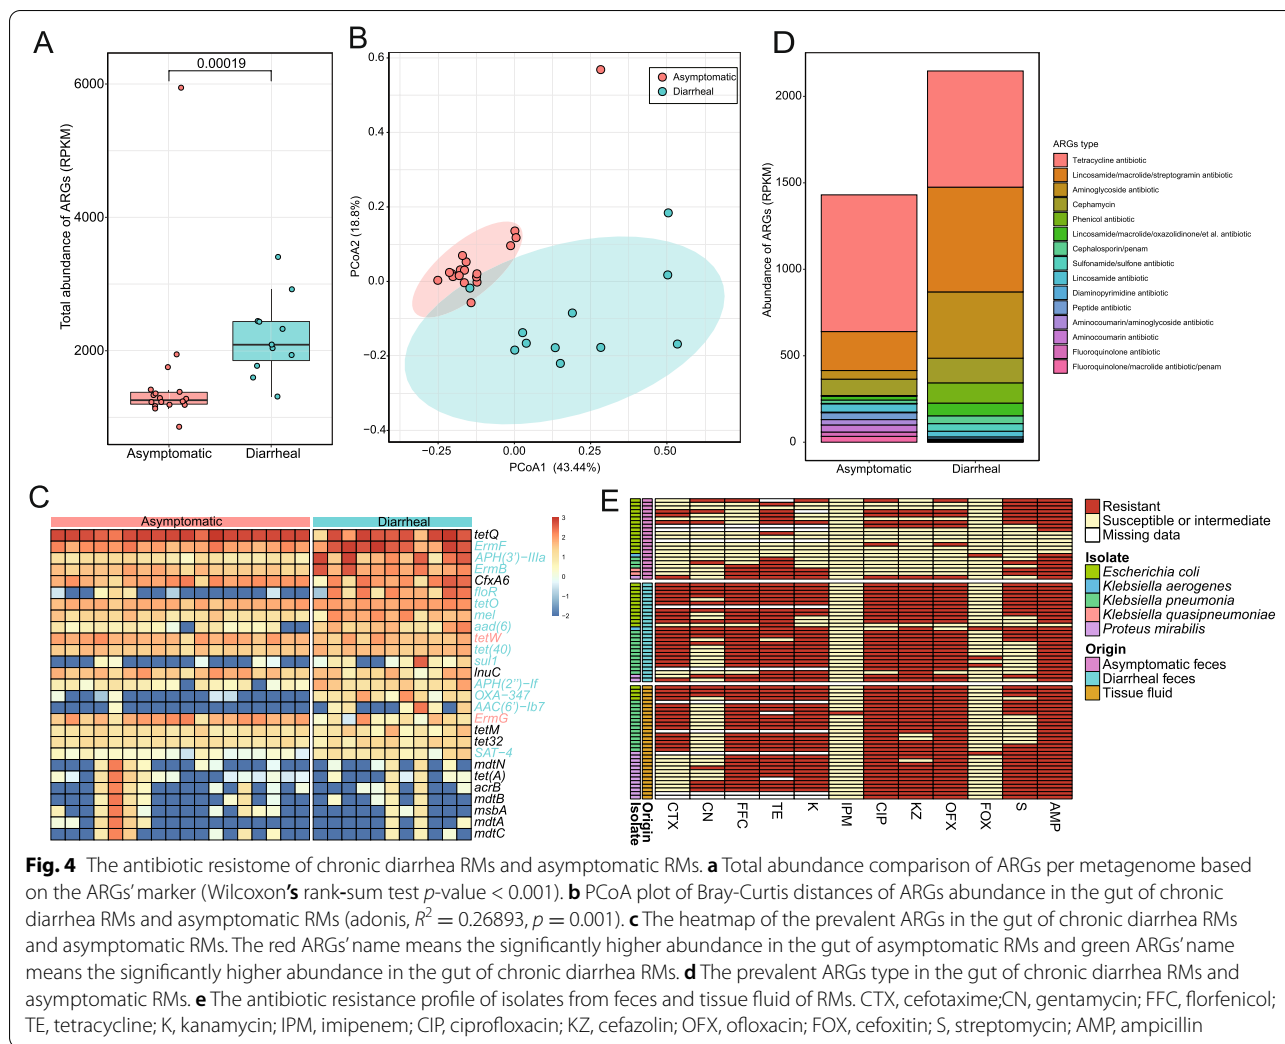 A
0.00019
6000
4000
2000
Total abundance of ARGs (RPKM)
Asymptomatic
Diarrheal
B
0.6
0.4
0.2
0.0
−0.2
−0.4
PCoA2 (18.8%)
Asymptomatic
Diarrheal
−0.25
0.00
0.25
0.50
PCoA1 (43.44%)
D
2000
1500
1000
500
0
Abundance of ARGs (RPKM)
Asymptomatic
Diarrheal
ARGs type
Tetracycline antibiotic
Lincosamide/macrolide/streptogramin antibiotic
Aminoglycoside antibiotic
Cephamycin
Phenicol antibiotic
Lincosamide/macrolide/oxazolidinone/et al. antibiotic
Cephalosporin/penam
Sulfonamide/sulfone antibiotic
Lincosamide antibiotic
Diaminopyrimidine antibiotic
Peptide antibiotic
Aminocoumarin/aminoglycoside antibiotic
Aminocoumarin antibiotic
Fluoroquinolone antibiotic
Fluoroquinolone/macrolide antibiotic/penam
C
Asymptomatic
Diarrheal
tetQ
ErmF
APH(3')−IIIa
ErmB
CfxA6
floR
tetO
mel
aad(6)
tetW
tet(40)
sul1
lnuC
APH(2'')−If
OXA−347
AAC(6')−Ib7
ErmG
tetM
tet32
SAT−4
mdtN
tet(A)
acrB
mdtB
msbA
mdtA
mdtC
3
2
1
0
−1
−2
E
Isolate
Origin
CTX
CN
FFC
TE
K
IPM
CIP
KZ
OFX
FOX
S
AMP
Resistant
Susceptible or intermediate
Missing data
Isolate
Escherichia coli
Klebsiella aerogenes
Klebsiella pneumonia
Klebsiella quasipneumoniae
Proteus mirabilis
Origin
Asymptomatic feces
Diarrheal feces
Tissue fluid
Fig. 4 The antibiotic resistome of chronic diarrhea RMs and asymptomatic RMs. a Total abundance comparison of ARGs per metagenome based
on the ARGs' marker (Wilcoxon's rank-sum test p-value < 0.001). b PCoA plot of Bray-Curtis distances of ARGs abundance in the gut of chronic
diarrhea RMs and asymptomatic RMs (adonis, R² = 0.26893, p = 0.001). c The heatmap of the prevalent ARGs in the gut of chronic diarrhea RMs
and asymptomatic RMs. The red ARGs' name means the significantly higher abundance in the gut of asymptomatic RMs and green ARGs' name
means the significantly higher abundance in the gut of chronic diarrhea RMs. d The prevalent ARGs type in the gut of chronic diarrhea RMs and
asymptomatic RMs. e The antibiotic resistance profile of isolates from feces and tissue fluid of RMs. CTX, cefotaxime;CN, gentamycin; FFC, florfenicol;
TE, tetracycline; K, kanamycin; IPM, imipenem; CIP, ciprofloxacin; KZ, cefazolin; OFX, ofloxacin; FOX, cefoxitin; S, streptomycin; AMP, ampicillin